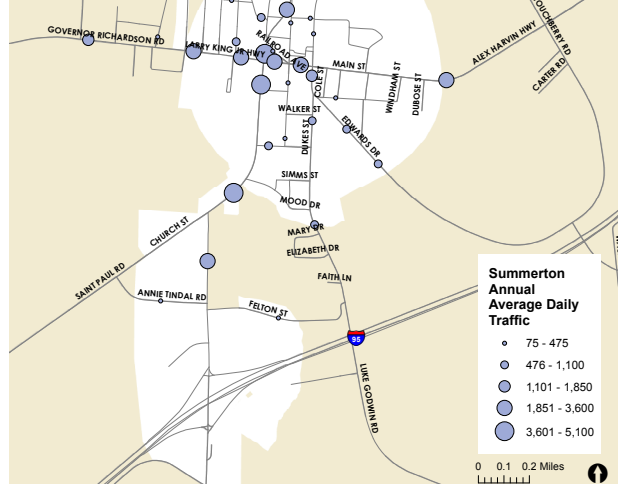 GOVERNOR RICHARDSON RD
LARRY KING JR HWY
RAILROAD AVE
MAIN ST
COLE ST
WINDHAM ST
DUBOSE ST
ALEX HARVIN HWY
CARTER RD
WALKER ST
DUKES ST
EDWARDS DR
SIMMS ST
MOOD DR
CHURCH ST
MARY DR
ELIZABETH DR
SAINT PAUL RD
ANNIE TINDAL RD
FAITH LN
FELTON ST
95
LUKE GODWIN RD
Summerton
Annual
Average Daily
Traffic
75 - 475
476 - 1,100
1,101 - 1,850
1,851 - 3,600
3,601 - 5,100
0 0.1 0.2 Miles